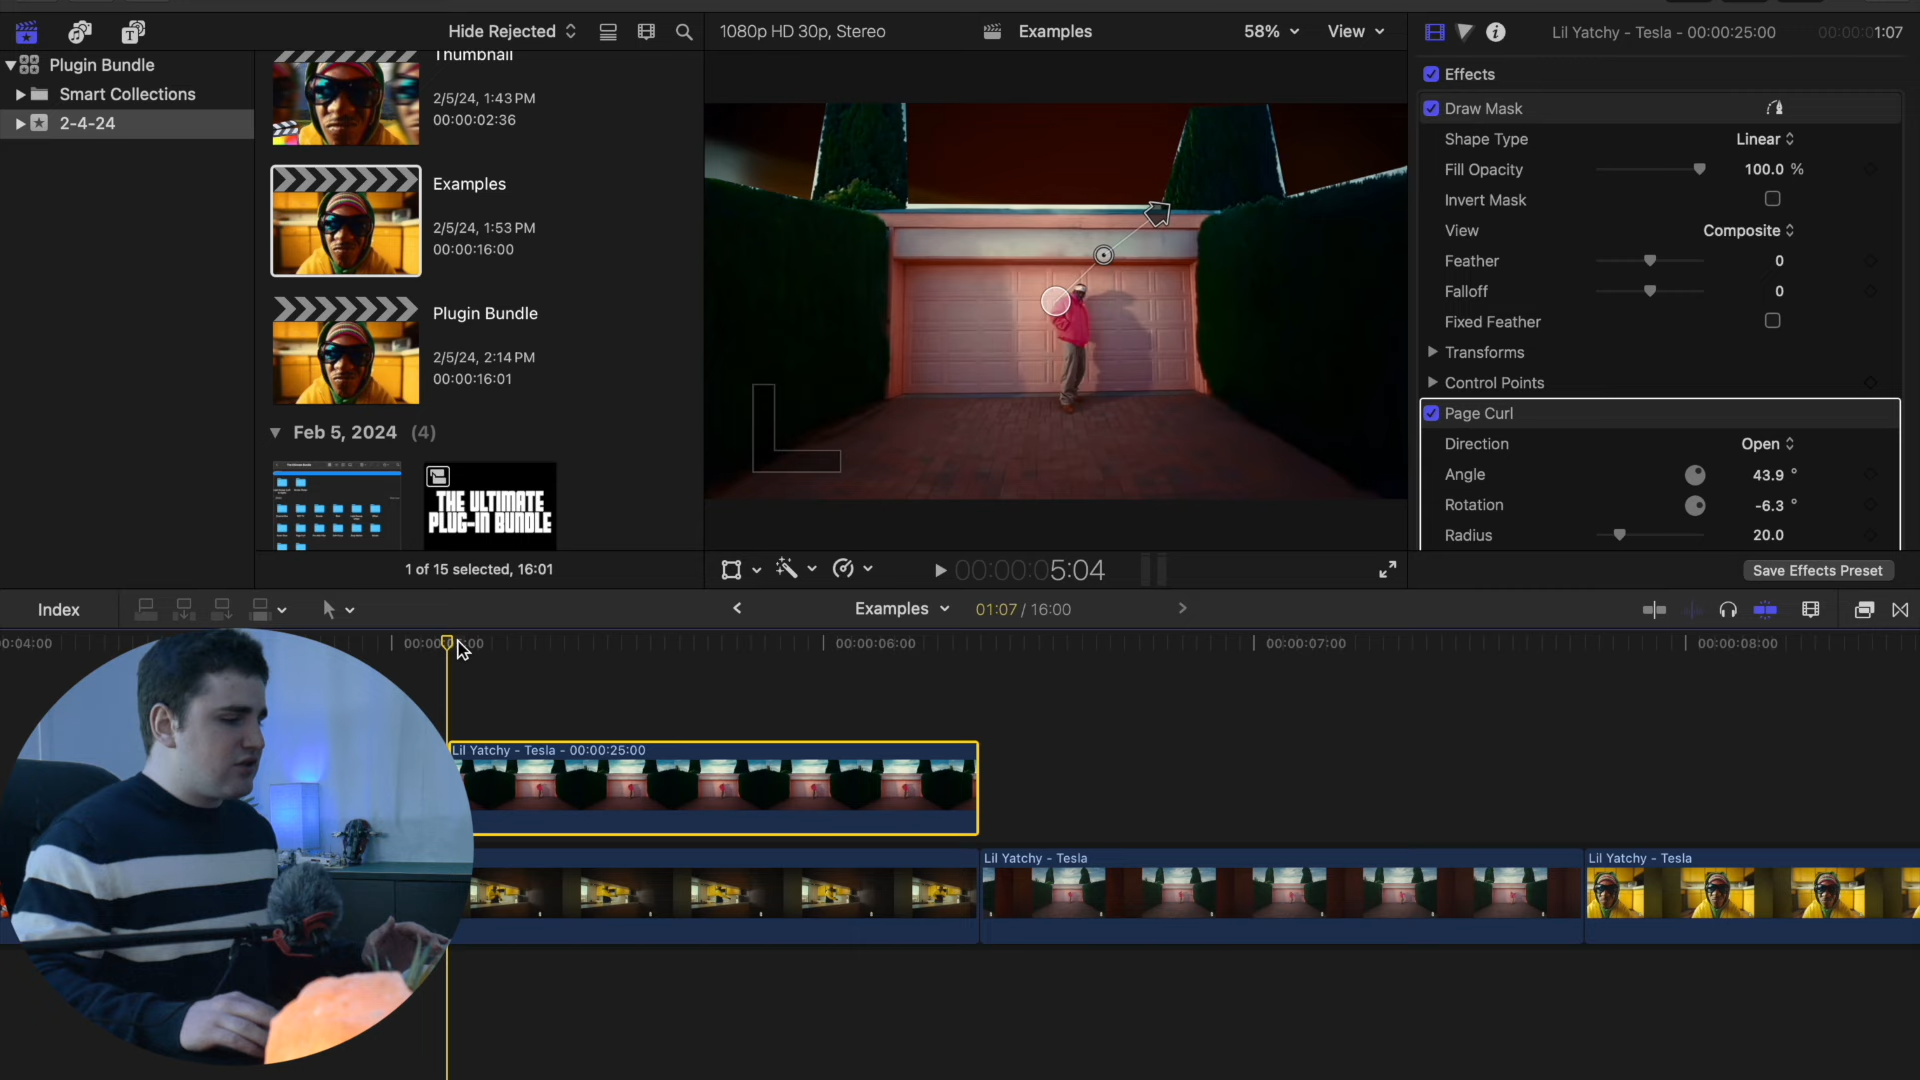 Hide Rejected
1080p HD 30p, Stereo
Examples
58%
View
Lil Yatchy - Tesla - 00:00:25:00
00:00:01:07
Plugin Bundle
Smart Collections
2-4-24
Thumbnail
2/5/24, 1:43 PM
00:00:02:36
Examples
2/5/24, 1:53 PM
00:00:16:00
Plugin Bundle
2/5/24, 2:14 PM
00:00:16:01
Feb 5, 2024 (4)
THE ULTIMATE
PLUG-IN BUNDLE
1 of 15 selected, 16:01
00:00:05:04
Effects
Draw Mask
Shape Type
Linear
Fill Opacity
100.0 %
Invert Mask
View
Composite
Feather
0
Falloff
0
Fixed Feather
Transforms
Control Points
Page Curl
Direction
Open
Angle
43.9 °
Rotation
-6.3 °
Radius
20.0
Save Effects Preset
Index
Examples
01:07 / 16:00
00:00:06:00
00:00:07:00
00:00:08:00
Lil Yatchy - Tesla - 00:00:25:00
Lil Yatchy - Tesla
Lil Yatchy - Tesla